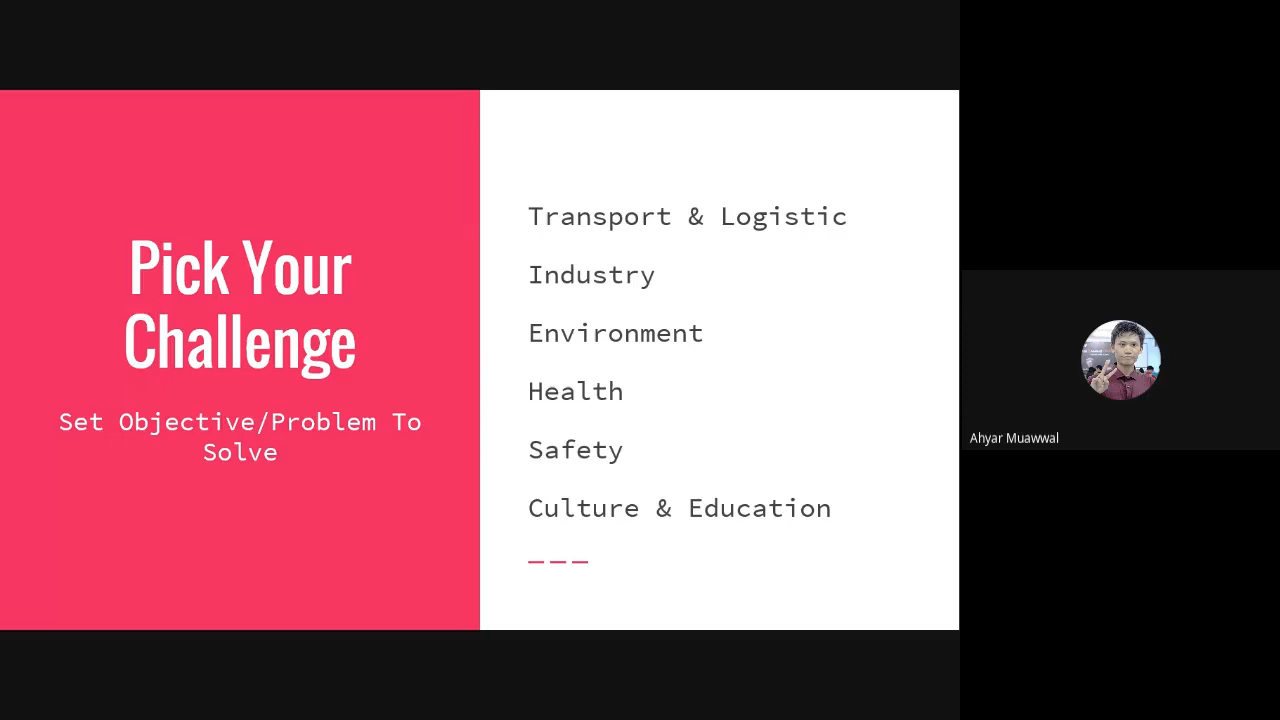 Pick Your
Challenge
Set Objective/Problem To
Solve
Transport & Logistic
Industry
Environment
Health
Safety
Culture & Education
Ahyar Muawwal